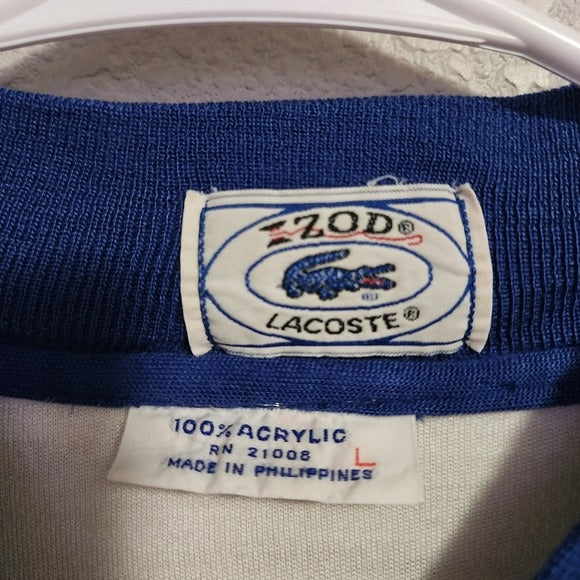 IZOD®
LACOSTE®
100% ACRYLIC
RN 21008 L
MADE IN PHILIPPINES